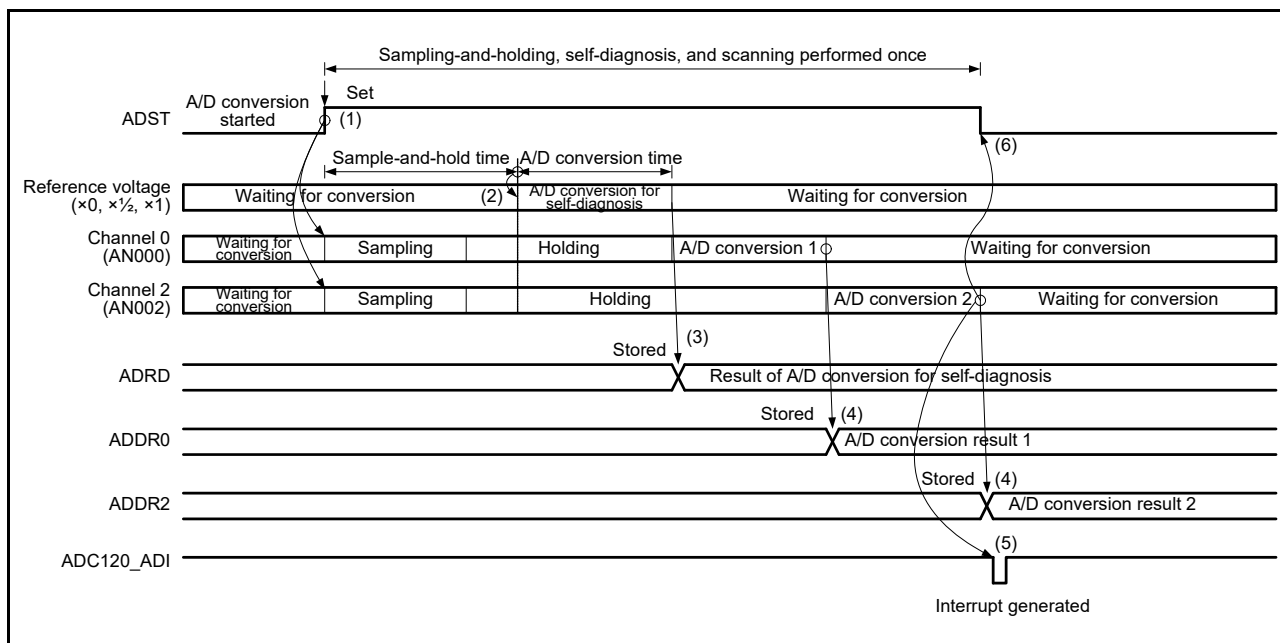 Sampling-and-holding, self-diagnosis, and scanning performed once
A/D conversion
started
Set
ADST
(1)
(6)
Sample-and-hold time
A/D conversion time
Reference voltage
(×0, ×½, ×1)
Waiting for conversion
(2)
A/D conversion for
self-diagnosis
Waiting for conversion
Channel 0
(AN000)
Waiting for
conversion
Sampling
Holding
A/D conversion 1
Waiting for conversion
Channel 2
(AN002)
Waiting for
conversion
Sampling
Holding
A/D conversion 2
Waiting for conversion
Stored
(3)
ADRD
Result of A/D conversion for self-diagnosis
Stored
(4)
ADDR0
A/D conversion result 1
Stored
(4)
ADDR2
A/D conversion result 2
ADC120_ADI
(5)
Interrupt generated